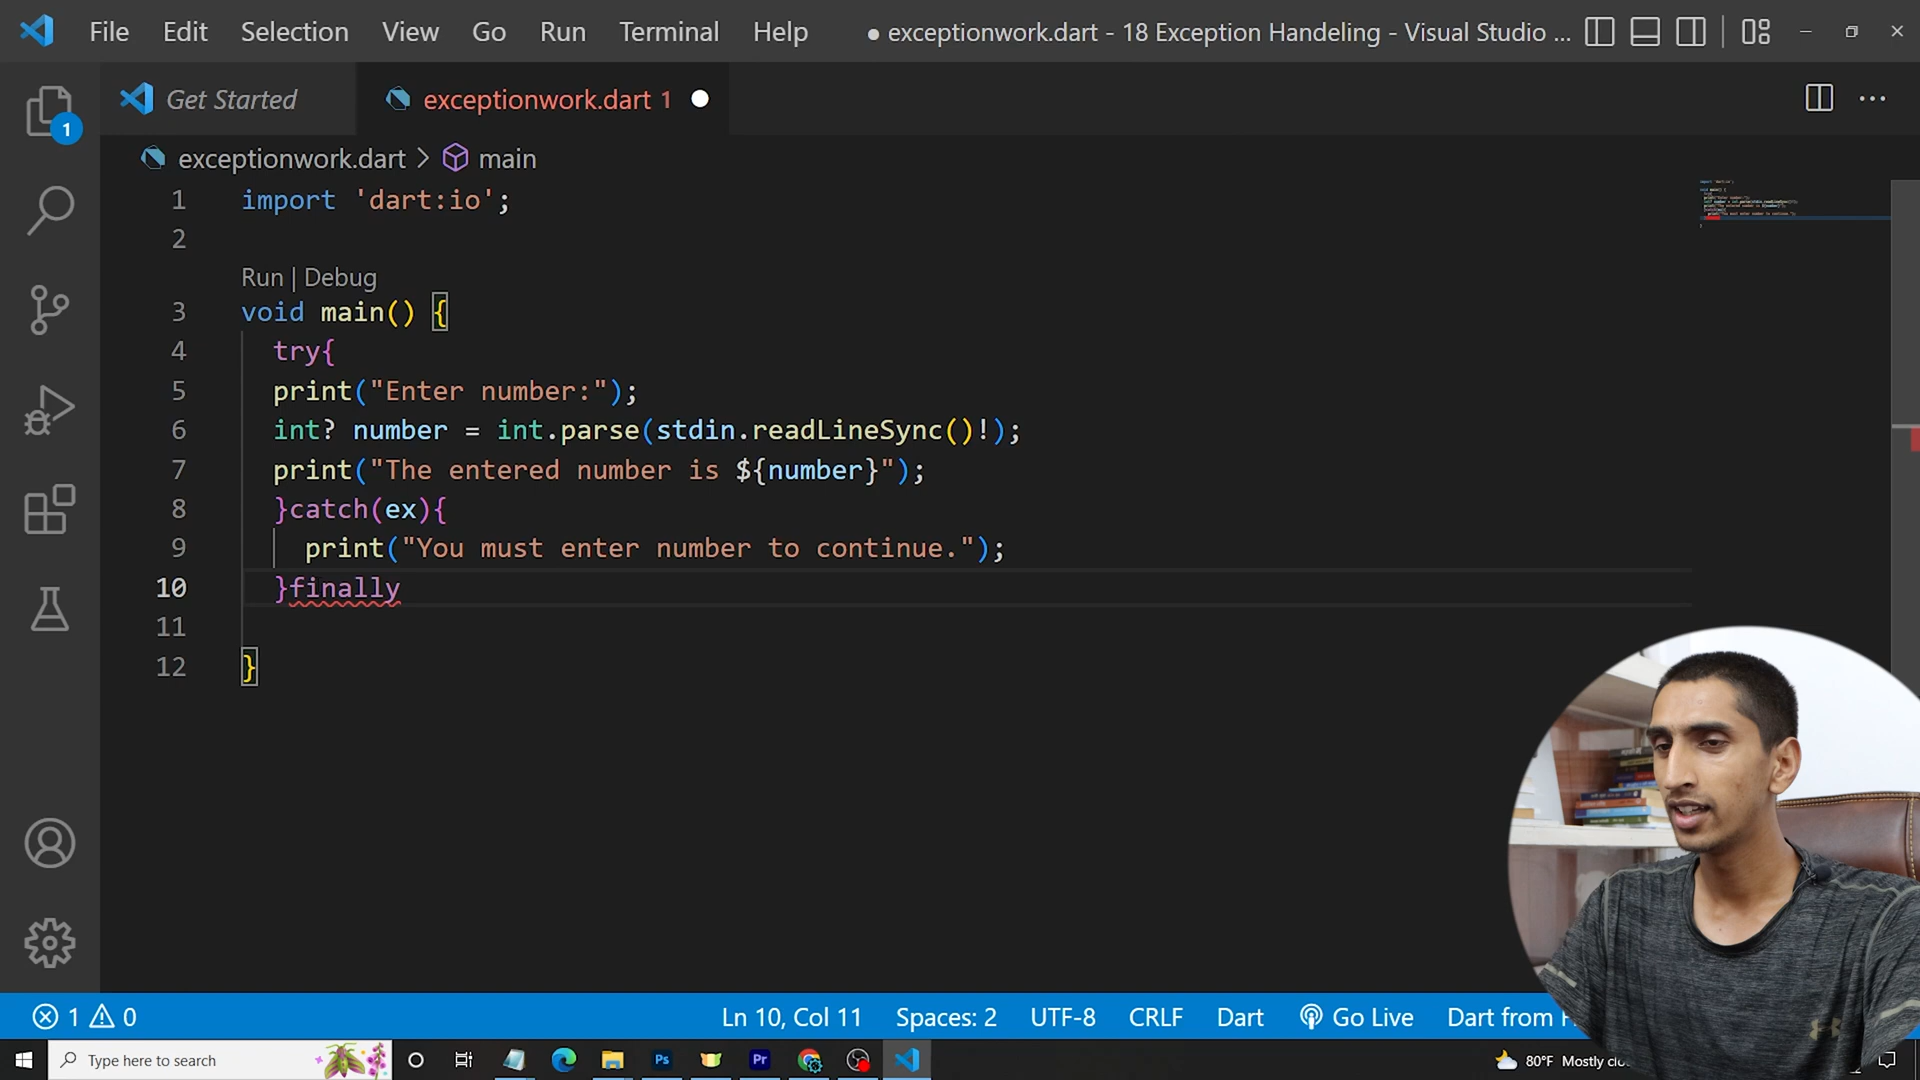 File Edit Selection View Go Run Terminal Help ● exceptionwork.dart - 18 Exception Handeling - Visual Studio ...
Get Started exceptionwork.dart 1
1
exceptionwork.dart > main
1 import 'dart:io';
2
Run | Debug
3 void main() {
4 try{
5 print("Enter number:");
6 int? number = int.parse(stdin.readLineSync()!);
7 print("The entered number is ${number}");
8 }catch(ex){
9 print("You must enter number to continue.");
10 }finally
11
12 }
1 0 Ln 10, Col 11 Spaces: 2 UTF-8 CRLF Dart Go Live Dart from
Type here to search Ps Pr 80°F Mostly